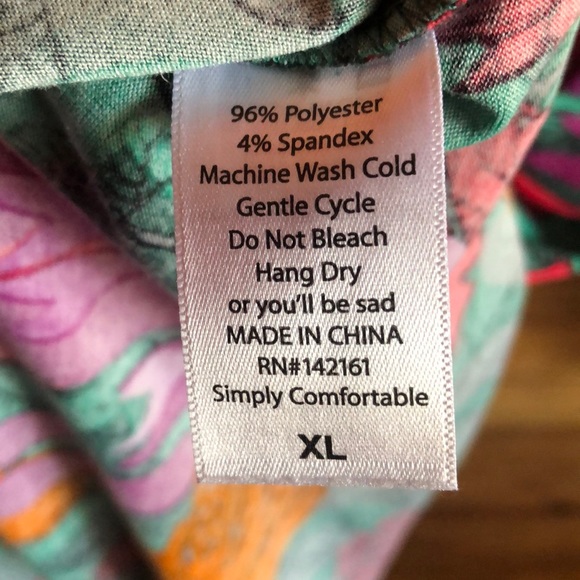 96% Polyester
4% Spandex
Machine Wash Cold
Gentle Cycle
Do Not Bleach
Hang Dry
or you'll be sad
MADE IN CHINA
RN#142161
Simply Comfortable
XL